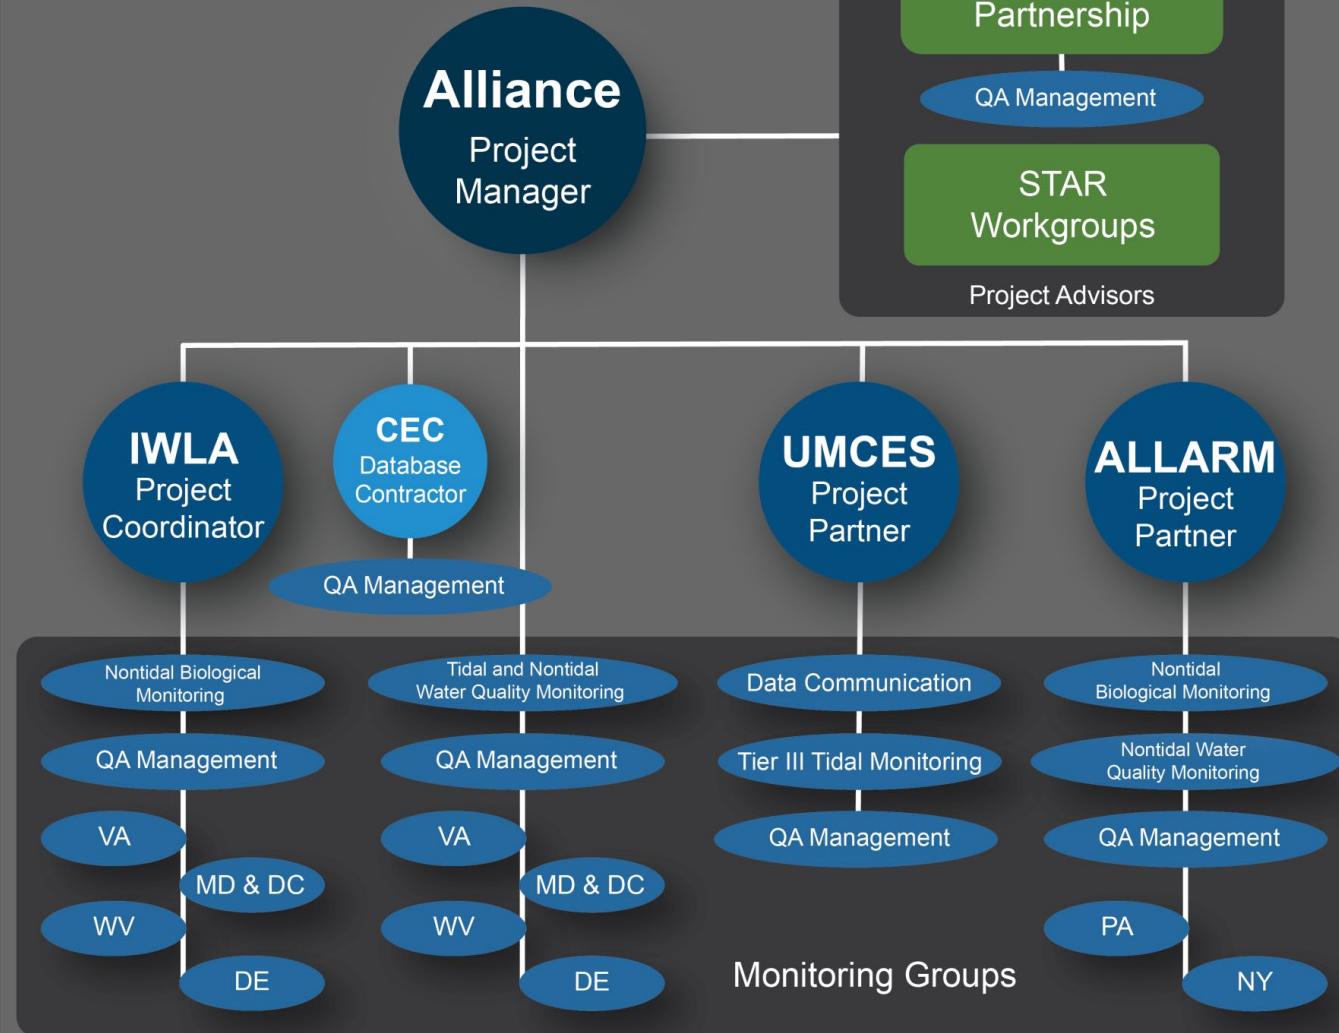 Partnership
QA Management
STAR
Workgroups
Project Advisors
Alliance
Project
Manager
IWLA
Project
Coordinator
CEC
Database
Contractor
QA Management
UMCES
Project
Partner
ALLARM
Project
Partner
Nontidal Biological
Monitoring
QA Management
VA
MD & DC
WV
DE
Tidal and Nontidal
Water Quality Monitoring
QA Management
VA
MD & DC
WV
DE
Data Communication
Tier III Tidal Monitoring
QA Management
Nontidal
Biological Monitoring
Nontidal Water
Quality Monitoring
QA Management
PA
NY
Monitoring Groups